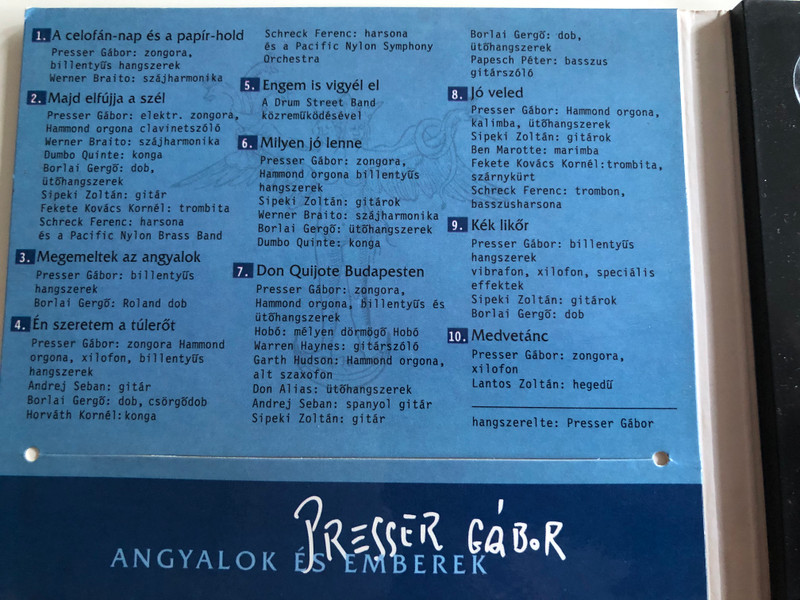 1. A celofán-nap és a papír-hold
Presser Gábor: zongora,
billentyűs hangszerek
Werner Braito: szájharmonika
2. Majd elfújja a szél
Presser Gábor: elektr. zongora,
Hammond orgona clavinetszóló
Werner Braito: szájharmonika
Dumbo Quinte: konga
Borlai Gergő: dob,
ütőhangszerek
Sipeki Zoltán: gitár
Fekete Kovács Kornél: trombita
Schreck Ferenc: harsona
és a Pacific Nylon Brass Band
3. Megemeltek az angyalok
Presser Gábor: billentyűs
hangszerek
Borlai Gergő: Roland dob
4. Én szeretem a túlerőt
Presser Gábor: zongora Hammond
orgona, xilofon, billentyűs
hangszerek
Andrej Seban: gitár
Borlai Gergő: dob, csörgődob
Horváth Kornél: konga
Schreck Ferenc: harsona
és a Pacific Nylon Symphony
Orchestra
5. Engem is vigyél el
A Drum Street Band
közreműködésével
6. Milyen jó lenne
Presser Gábor: zongora,
Hammond orgona billentyűs
hangszerek
Sipeki Zoltán: gitárok
Werner Braito: szájharmonika
Borlai Gergő: ütőhangszerek
Dumbo Quinte: konga
7. Don Quijote Budapesten
Presser Gábor: zongora,
Hammond orgona, billentyűs és
ütőhangszerek
Hobó: mélyen dörmögő Hobó
Warren Haynes: gitárszóló
Garth Hudson: Hammond orgona,
alt szaxofon
Don Alias: ütőhangszerek
Andrej Seban: spanyol gitár
Sipeki Zoltán: gitár
Borlai Gergő: dob,
ütőhangszerek
Papesch Péter: basszus
gitárszóló
8. Jó veled
Presser Gábor: Hammond orgona,
kalimba, ütőhangszerek
Sipeki Zoltán: gitárok
Ben Marotte: marimba
Fekete Kovács Kornél: trombita,
szárnykürt
Schreck Ferenc: trombon,
basszusharsona
9. Kék likőr
Presser Gábor: billentyűs
hangszerek
vibrafon, xilofon, speciális
effektek
Sipeki Zoltán: gitárok
Borlai Gergő: dob
10. Medvetánc
Presser Gábor: zongora,
xilofon
Lantos Zoltán: hegedű
hangszerelte: Presser Gábor
PRESSER GÁBOR
ANGYALOK ÉS EMBEREK